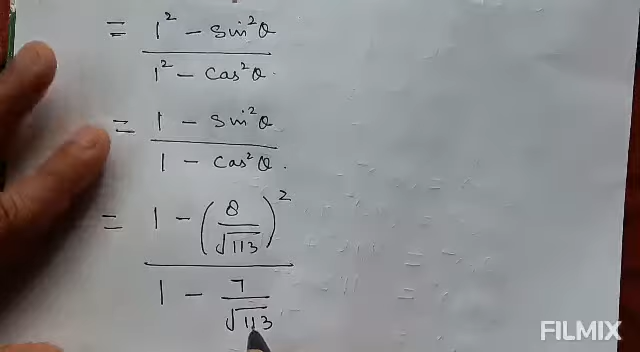 = 1² - Sin²θ
1² - Cos²θ.
= 1 - Sin²θ
1 - Cos²θ.
= 1 - (8/√113)²
1 - 7/√113
FILMIX